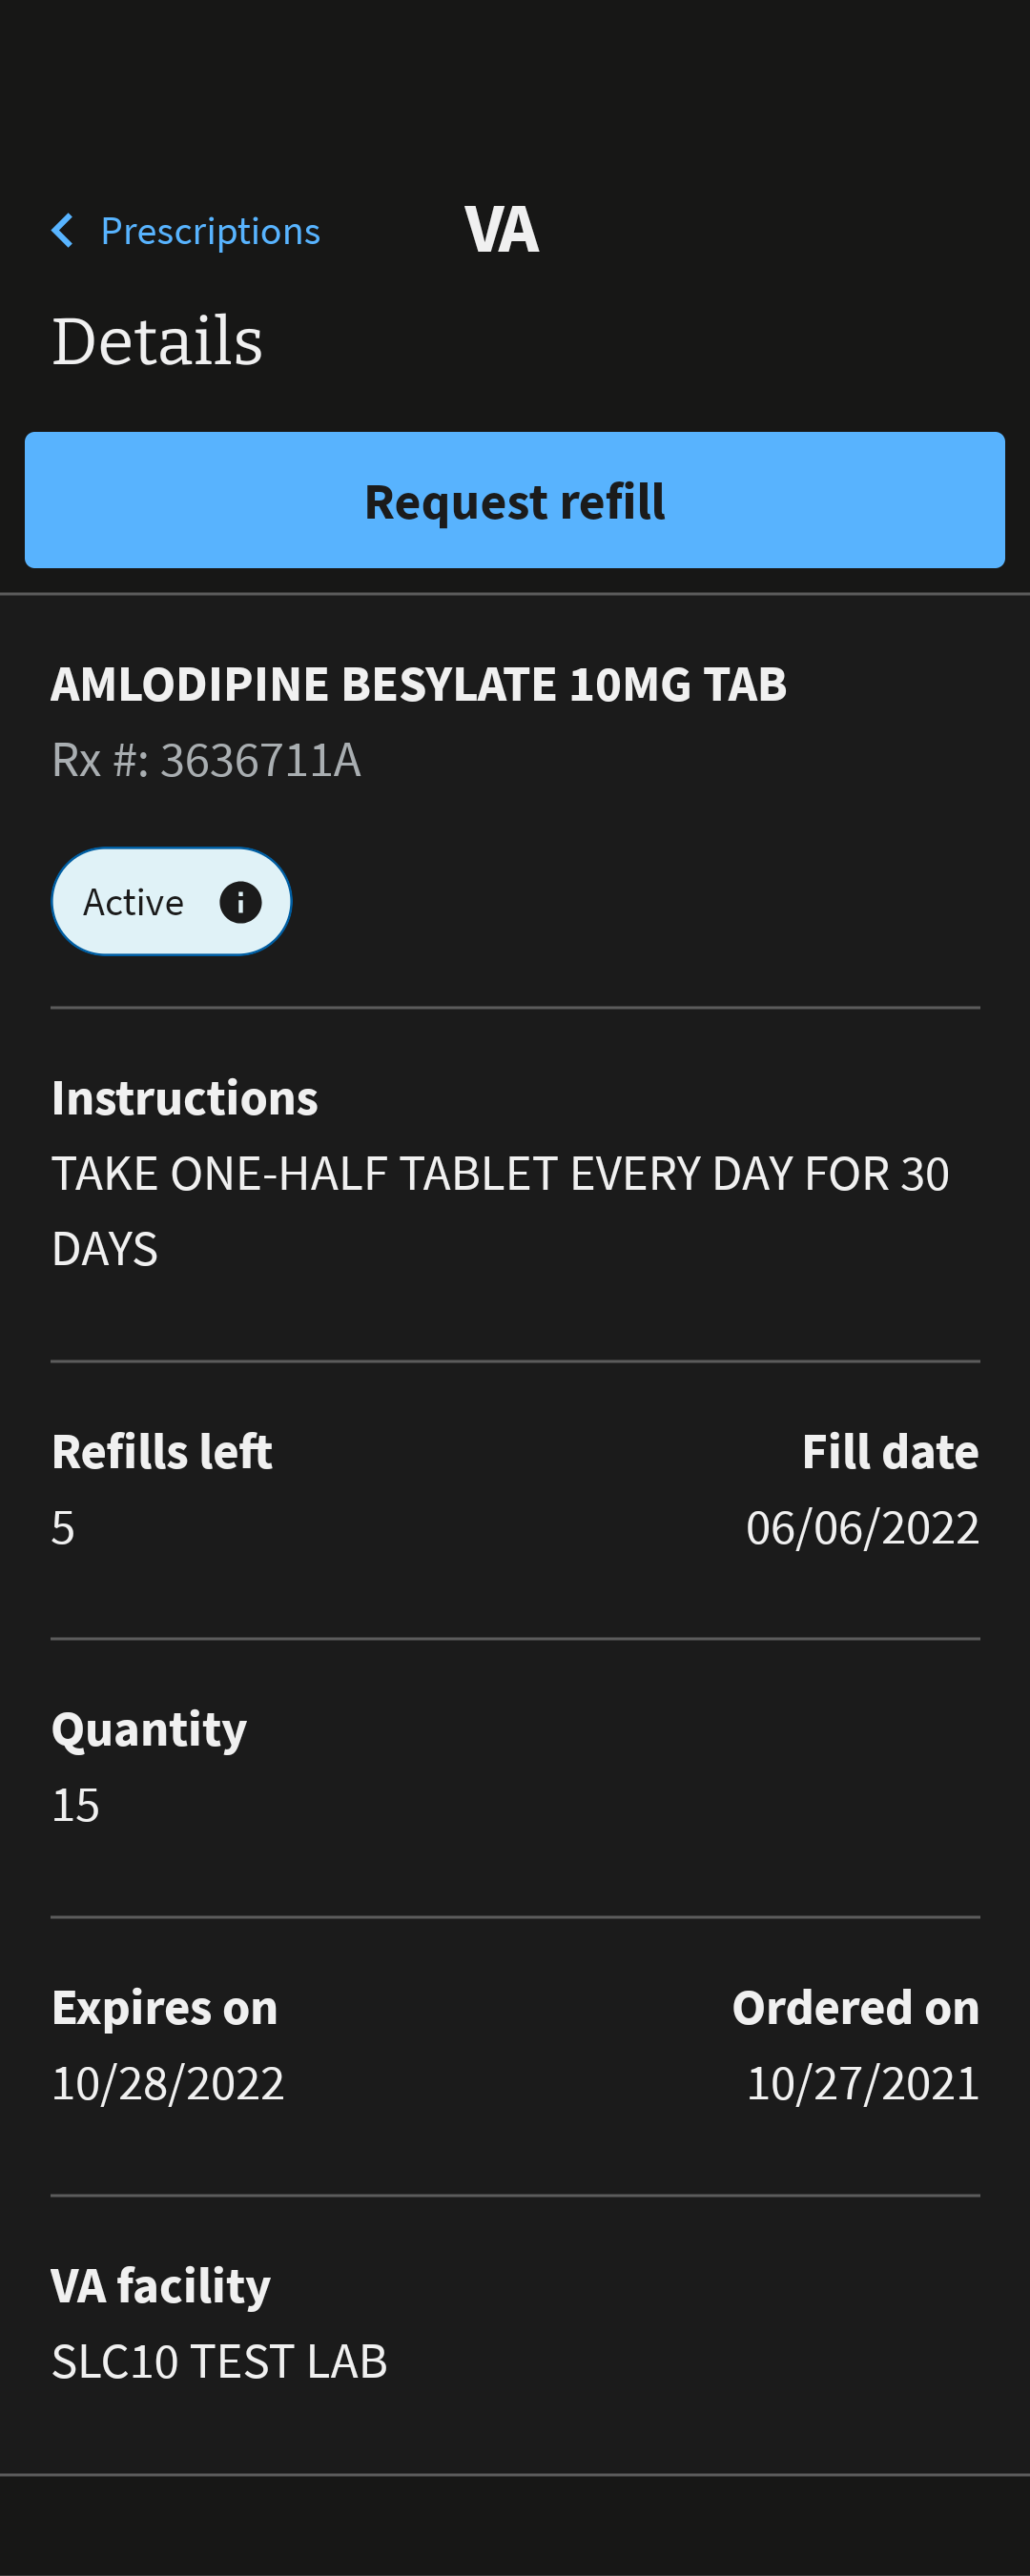 Prescriptions
VA
Details
Request refill
AMLODIPINE BESYLATE 10MG TAB
Rx #: 3636711A
Active
Instructions
TAKE ONE-HALF TABLET EVERY DAY FOR 30
DAYS
Refills left
5
Fill date
06/06/2022
Quantity
15
Expires on
10/28/2022
Ordered on
10/27/2021
VA facility
SLC10 TEST LAB